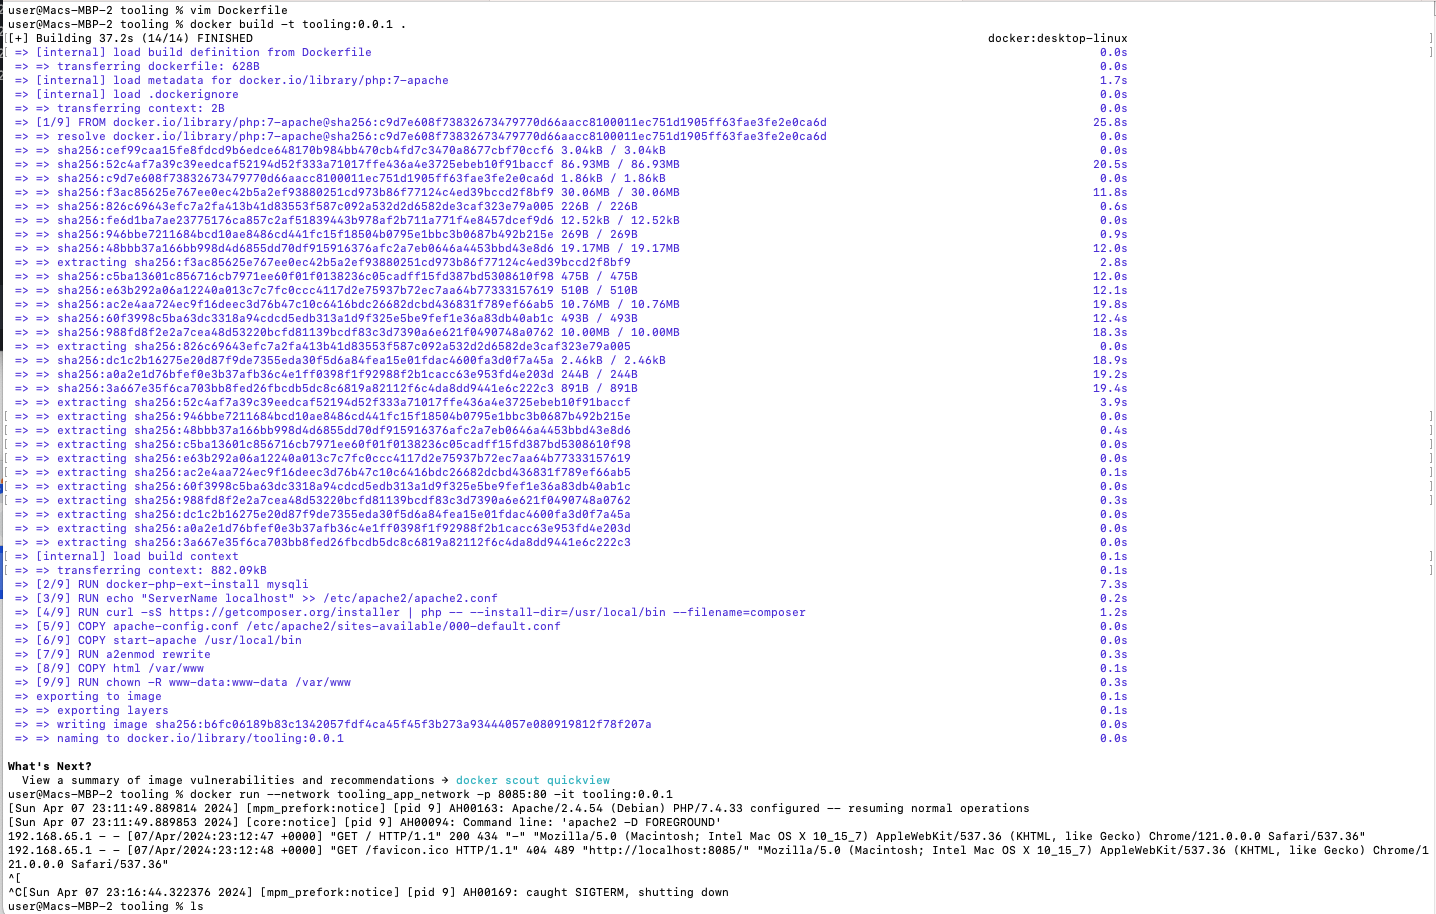 user@Macs-MBP-2 tooling % vim Dockerfile
user@Macs-MBP-2 tooling % docker build -t tooling:0.0.1 .
[+] Building 37.2s (14/14) FINISHED docker:desktop-linux
=> [internal] load build definition from Dockerfile 0.0s
=> => transferring dockerfile: 628B 0.0s
=> [internal] load metadata for docker.io/library/php:7-apache 1.7s
=> [internal] load .dockerignore 0.0s
=> => transferring context: 2B 0.0s
=> [1/9] FROM docker.io/library/php:7-apache@sha256:c9d7e608f73832673479770d66aacc8100011ec751d1905ff63fae3fe2e0ca6d 25.8s
=> => resolve docker.io/library/php:7-apache@sha256:c9d7e608f73832673479770d66aacc8100011ec751d1905ff63fae3fe2e0ca6d 0.0s
=> => sha256:cef99caa15fe8fdcd9b6edce648170b984bb470cb4fd7c3470a8677cbf70ccf6 3.04kB / 3.04kB 0.0s
=> => sha256:52c4af7a39c39eedcaf52194d52f333a71017ffe436a4e3725ebeb10f91baccf 86.93MB / 86.93MB 20.5s
=> => sha256:c9d7e608f73832673479770d66aacc8100011ec751d1905ff63fae3fe2e0ca6d 1.86kB / 1.86kB 0.0s
=> => sha256:f3ac85625e767ee0ec42b5a2ef93880251cd973b86f77124c4ed39bccd2f8bf9 30.06MB / 30.06MB 11.8s
=> => sha256:826c69643efc7a2fa413b41d83553f587c092a532d2d6582de3caf323e79a005 226B / 226B 0.6s
=> => sha256:fe6d1ba7ae23775176ca857c2af51839443b978af2b711a771f4e8457dcef9d6 12.52kB / 12.52kB 0.0s
=> => sha256:946bbe7211684bcd10ae8486cd441fc15f18504b0795e1bbc3b0687b492b215e 269B / 269B 0.9s
=> => sha256:48bbb37a166bb998d4d6855dd70df915916376afc2a7eb0646a4453bbd43e8d6 19.17MB / 19.17MB 12.0s
=> => extracting sha256:f3ac85625e767ee0ec42b5a2ef93880251cd973b86f77124c4ed39bccd2f8bf9 2.8s
=> => sha256:c5ba13601c856716cb7971ee60f01f0138236c05cadff15fd387bd5308610f98 475B / 475B 12.0s
=> => sha256:e63b292a06a12240a013c7c7fc0ccc4117d2e75937b72ec7aa64b77333157619 510B / 510B 12.1s
=> => sha256:ac2e4aa724ec9f16deec3d76b47c10c6416bdc26682dcbd436831f789ef66ab5 10.76MB / 10.76MB 19.8s
=> => sha256:60f3998c5ba63dc3318a94cdcd5edb313a1d9f325e5be9fef1e36a83db40ab1c 493B / 493B 12.4s
=> => sha256:988fd8f2e2a7cea48d53220bcfd81139bcdf83c3d7390a6e621f0490748a0762 10.00MB / 10.00MB 18.3s
=> => extracting sha256:826c69643efc7a2fa413b41d83553f587c092a532d2d6582de3caf323e79a005 0.0s
=> => sha256:dc1c2b16275e20d87f9de7355eda30f5d6a84fea15e01fdac4600fa3d0f7a45a 2.46kB / 2.46kB 18.9s
=> => sha256:a0a2e1d76bfef0e3b37afb36c4e1ff0398f1f92988f2b1cacc63e953fd4e203d 244B / 244B 19.2s
=> => sha256:3a667e35f6ca703bb8fed26fbcdb5dc8c6819a82112f6c4da8dd9441e6c222c3 891B / 891B 19.4s
=> => extracting sha256:52c4af7a39c39eedcaf52194d52f333a71017ffe436a4e3725ebeb10f91baccf 3.9s
=> => extracting sha256:946bbe7211684bcd10ae8486cd441fc15f18504b0795e1bbc3b0687b492b215e 0.0s
=> => extracting sha256:48bbb37a166bb998d4d6855dd70df915916376afc2a7eb0646a4453bbd43e8d6 0.4s
=> => extracting sha256:c5ba13601c856716cb7971ee60f01f0138236c05cadff15fd387bd5308610f98 0.0s
=> => extracting sha256:e63b292a06a12240a013c7c7fc0ccc4117d2e75937b72ec7aa64b77333157619 0.0s
=> => extracting sha256:ac2e4aa724ec9f16deec3d76b47c10c6416bdc26682dcbd436831f789ef66ab5 0.1s
=> => extracting sha256:60f3998c5ba63dc3318a94cdcd5edb313a1d9f325e5be9fef1e36a83db40ab1c 0.0s
=> => extracting sha256:988fd8f2e2a7cea48d53220bcfd81139bcdf83c3d7390a6e621f0490748a0762 0.3s
=> => extracting sha256:dc1c2b16275e20d87f9de7355eda30f5d6a84fea15e01fdac4600fa3d0f7a45a 0.0s
=> => extracting sha256:a0a2e1d76bfef0e3b37afb36c4e1ff0398f1f92988f2b1cacc63e953fd4e203d 0.0s
=> => extracting sha256:3a667e35f6ca703bb8fed26fbcdb5dc8c6819a82112f6c4da8dd9441e6c222c3 0.0s
=> [internal] load build context 0.1s
=> => transferring context: 882.09kB 0.1s
=> [2/9] RUN docker-php-ext-install mysqli 7.3s
=> [3/9] RUN echo "ServerName localhost" >> /etc/apache2/apache2.conf 0.2s
=> [4/9] RUN curl -sS https://getcomposer.org/installer | php -- --install-dir=/usr/local/bin --filename=composer 1.2s
=> [5/9] COPY apache-config.conf /etc/apache2/sites-available/000-default.conf 0.0s
=> [6/9] COPY start-apache /usr/local/bin 0.0s
=> [7/9] RUN a2enmod rewrite 0.3s
=> [8/9] COPY html /var/www 0.1s
=> [9/9] RUN chown -R www-data:www-data /var/www 0.3s
=> exporting to image 0.1s
=> => exporting layers 0.1s
=> => writing image sha256:b6fc06189b83c1342057fdf4ca45f45f3b273a93444057e080919812f78f207a 0.0s
=> => naming to docker.io/library/tooling:0.0.1 0.0s
What's Next?
View a summary of image vulnerabilities and recommendations → docker scout quickview
user@Macs-MBP-2 tooling % docker run --network tooling_app_network -p 8085:80 -it tooling:0.0.1
[Sun Apr 07 23:11:49.889814 2024] [mpm_prefork:notice] [pid 9] AH00163: Apache/2.4.54 (Debian) PHP/7.4.33 configured -- resuming normal operations
[Sun Apr 07 23:11:49.889853 2024] [core:notice] [pid 9] AH00094: Command line: 'apache2 -D FOREGROUND'
192.168.65.1 - - [07/Apr/2024:23:12:47 +0000] "GET / HTTP/1.1" 200 434 "-" "Mozilla/5.0 (Macintosh; Intel Mac OS X 10_15_7) AppleWebKit/537.36 (KHTML, like Gecko) Chrome/121.0.0.0 Safari/537.36"
192.168.65.1 - - [07/Apr/2024:23:12:48 +0000] "GET /favicon.ico HTTP/1.1" 404 489 "http://localhost:8085/" "Mozilla/5.0 (Macintosh; Intel Mac OS X 10_15_7) AppleWebKit/537.36 (KHTML, like Gecko) Chrome/1
21.0.0.0 Safari/537.36"
^[
^C[Sun Apr 07 23:16:44.322376 2024] [mpm_prefork:notice] [pid 9] AH00169: caught SIGTERM, shutting down
user@Macs-MBP-2 tooling % ls